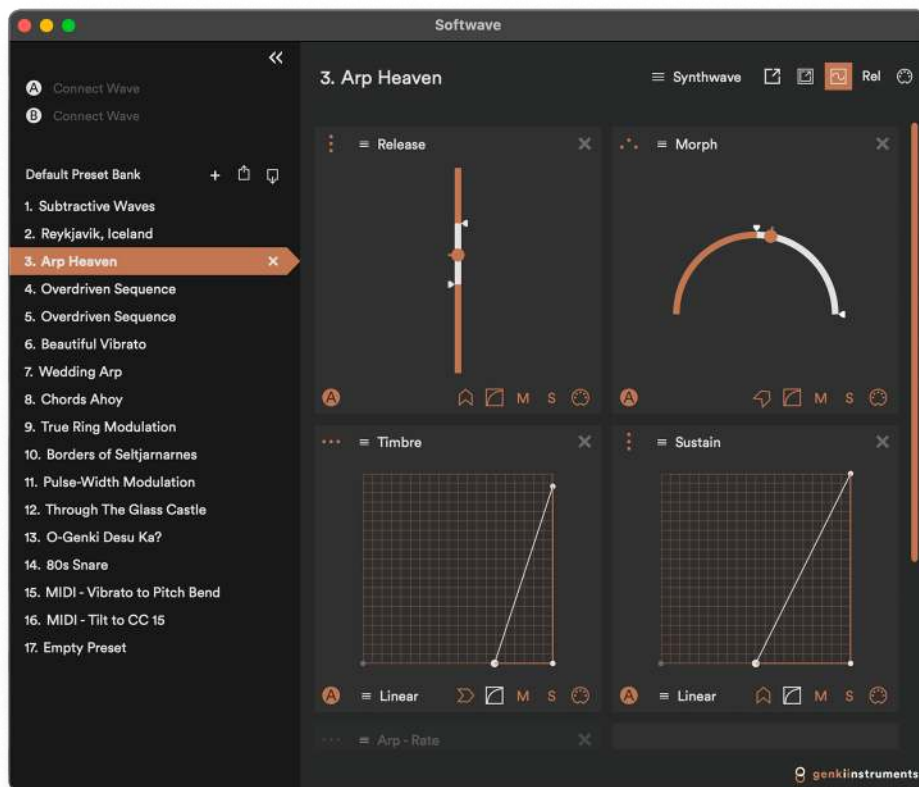 Softwave
A Connect Wave
B Connect Wave
Default Preset Bank
1. Subtractive Waves
2. Reykjavik, Iceland
3. Arp Heaven
4. Overdriven Sequence
5. Overdriven Sequence
6. Beautiful Vibrato
7. Wedding Arp
8. Chords Ahoy
9. True Ring Modulation
10. Borders of Seltjarnarnes
11. Pulse-Width Modulation
12. Through The Glass Castle
13. O-Genki Desu Ka?
14. 80s Snare
15. MIDI - Vibrato to Pitch Bend
16. MIDI - Tilt to CC 15
17. Empty Preset
3. Arp Heaven
Synthwave Rel
Release
A M S
Morph
A M S
Timbre
A Linear M S
Sustain
A Linear M S
Arp - Rate
genkiinstruments